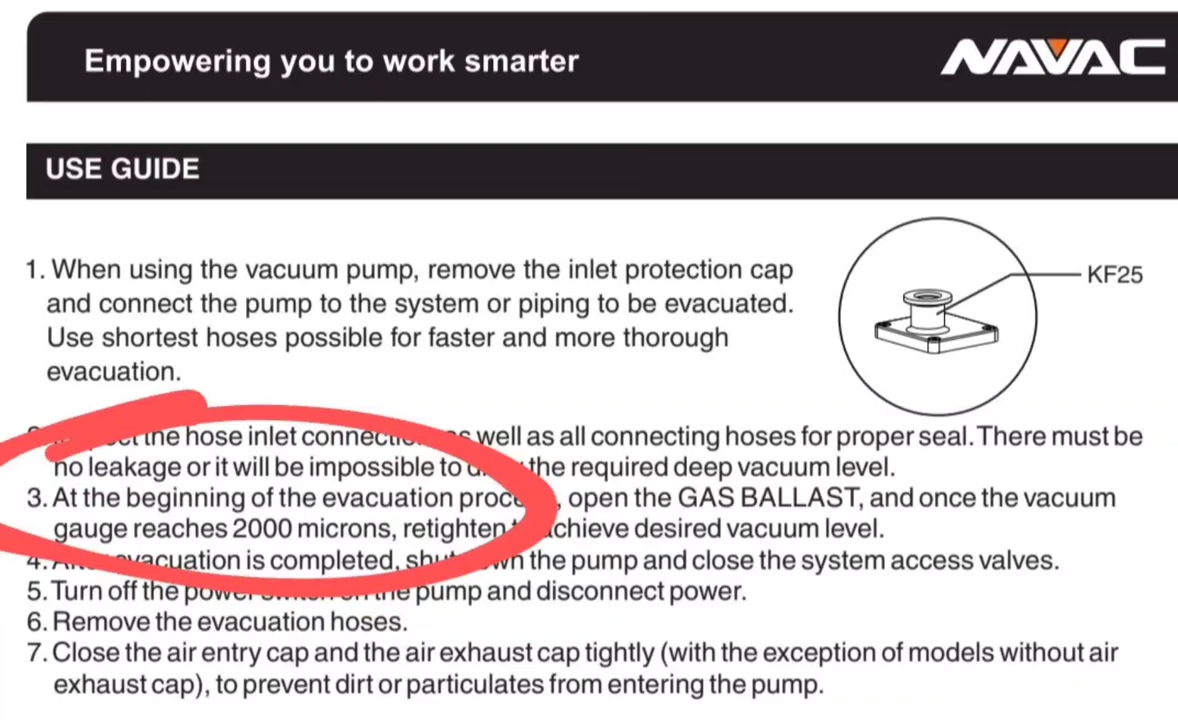 Empowering you to work smarter
NAVAC
USE GUIDE
1. When using the vacuum pump, remove the inlet protection cap
and connect the pump to the system or piping to be evacuated.
Use shortest hoses possible for faster and more thorough
evacuation.
KF25
the hose inlet well as all connecting hoses for proper seal. There must be
no leakage or it will be impossible to the required deep vacuum level.
3. At the beginning of the evacuation , open the GAS BALLAST, and once the vacuum
gauge reaches 2000 microns, retighten achieve desired vacuum level.
4. evacuation is completed, the pump and close the system access valves.
5. Turn off the power the pump and disconnect power.
6. Remove the evacuation hoses.
7. Close the air entry cap and the air exhaust cap tightly (with the exception of models without air
exhaust cap), to prevent dirt or particulates from entering the pump.